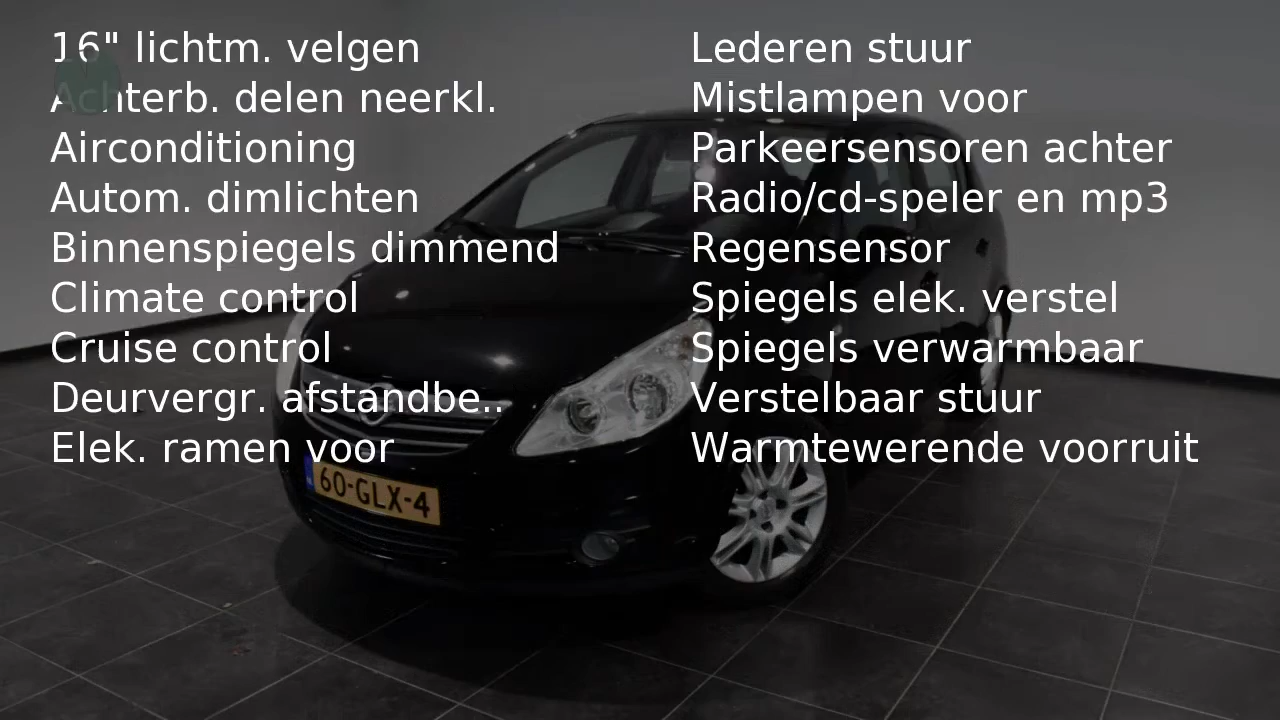 16" lichtm. velgen
Achterb. delen neerkl.
Airconditioning
Autom. dimlichten
Binnenspiegels dimmend
Climate control
Cruise control
Deurvergr. afstandbe..
Elek. ramen voor
Lederen stuur
Mistlampen voor
Parkeersensoren achter
Radio/cd-speler en mp3
Regensensor
Spiegels elek. verstel
Spiegels verwarmbaar
Verstelbaar stuur
Warmtewerende voorruit
60-GLX-4